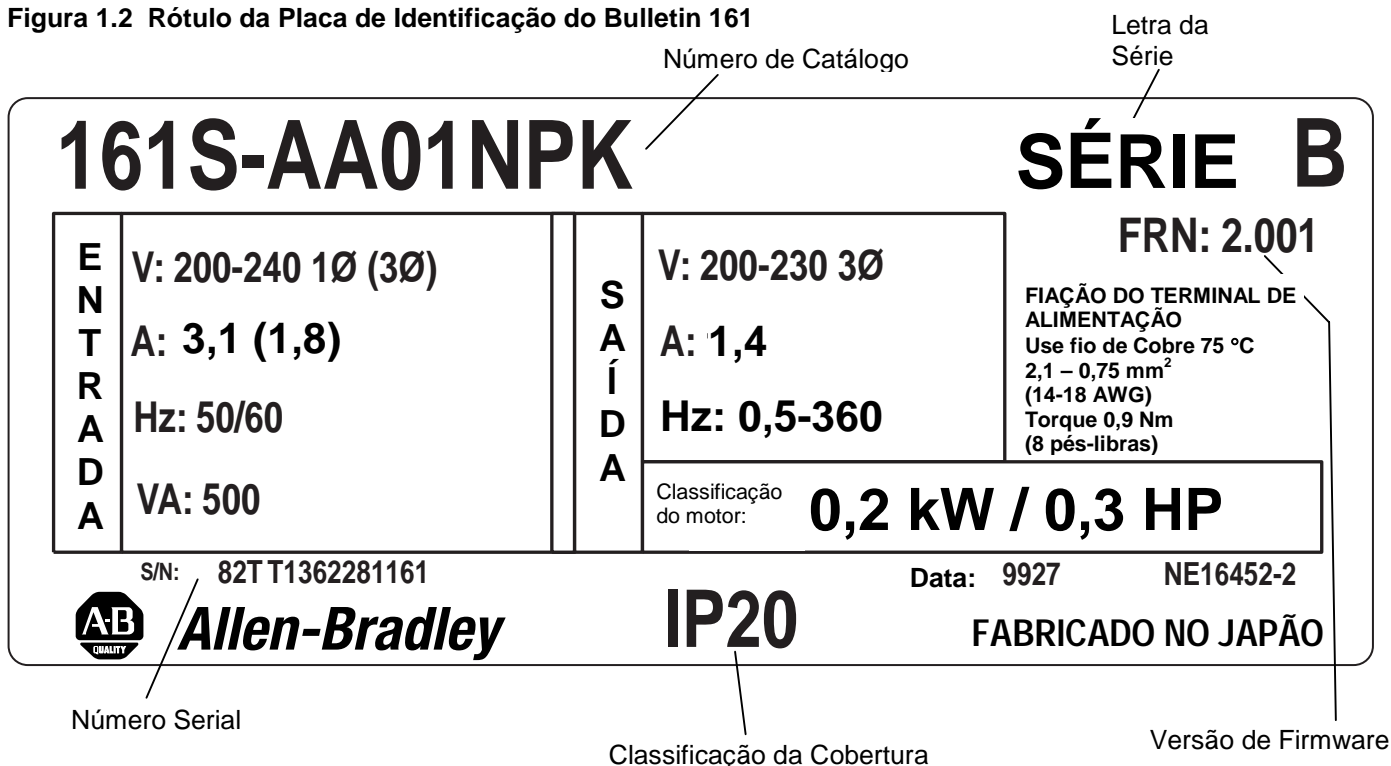 Figura 1.2  Rótulo da Placa de Identificação do Bulletin 161
Número de Catálogo
Letra da
Série
161S-AA01NPK
SÉRIE B
FRN: 2.001
ENTRADA
V: 200-240 1Ø (3Ø)
A: 3,1 (1,8)
Hz: 50/60
VA: 500
SAÍDA
V: 200-230 3Ø
A: 1,4
Hz: 0,5-360
FIAÇÃO DO TERMINAL DE
ALIMENTAÇÃO
Use fio de Cobre 75 °C
2,1 – 0,75 mm²
(14-18 AWG)
Torque 0,9 Nm
(8 pés-libras)
Classificação
do motor:
0,2 kW / 0,3 HP
S/N: 82T T1362281161
Data: 9927 NE16452-2
A-B
QUALITY
Allen-Bradley
IP20
FABRICADO NO JAPÃO
Número Serial
Classificação da Cobertura
Versão de Firmware